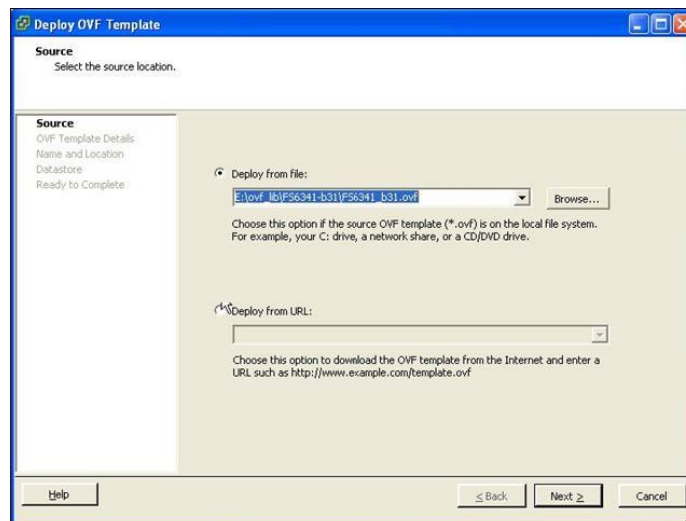 Deploy OVF Template
Source
Select the source location.
Source
OVF Template Details
Name and Location
Datastore
Ready to Complete
Deploy from file:
E:\ovf_lib\FS6341-b31\FS6341_b31.ovf
Browse...
Choose this option if the source OVF template (*.ovf) is on the local file system.
For example, your C: drive, a network share, or a CD/DVD drive.
Deploy from URL:
Choose this option to download the OVF template from the Internet and enter a
URL such as http://www.example.com/template.ovf
Help
< Back
Next >
Cancel